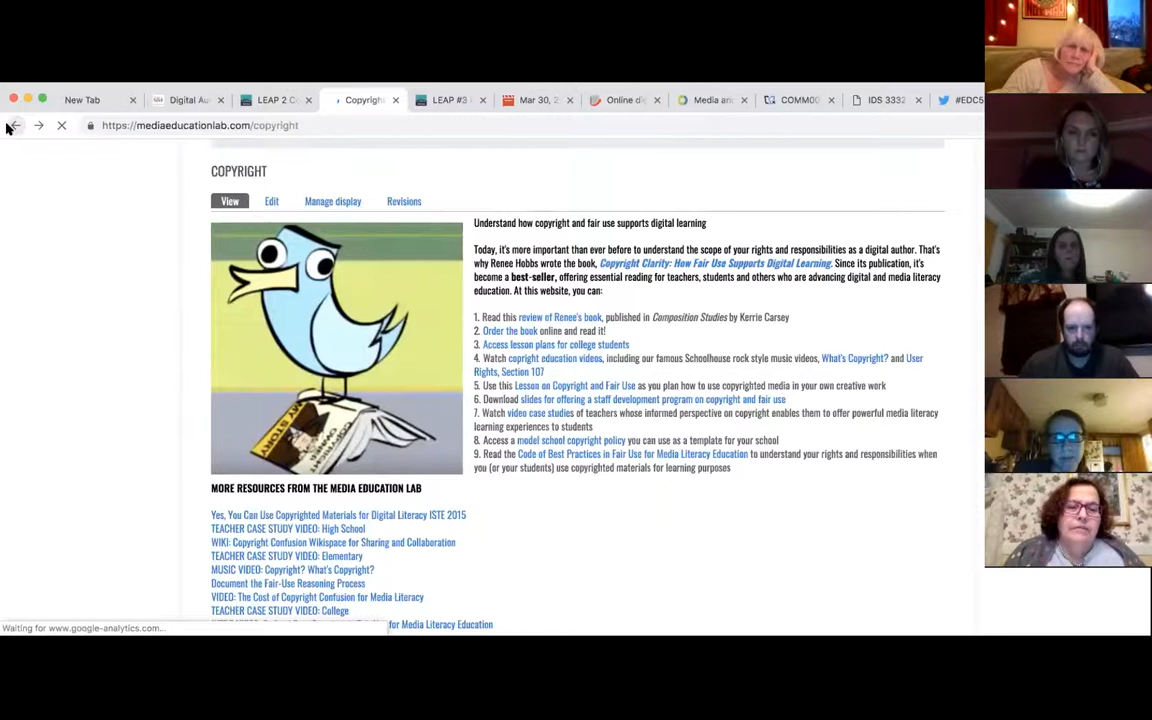 New Tab
Digital Au
LEAP 2 C
Copyrigh
LEAP #3
Mar 30, 2
Online di
Media an
COMM00
IDS 3332
#EDC5
https://mediaeducationlab.com/copyright
COPYRIGHT
View Edit Manage display Revisions
Understand how copyright and fair use supports digital learning
Today, it's more important than ever before to understand the scope of your rights and responsibilities as a digital author. That's
why Renee Hobbs wrote the book, Copyright Clarity: How Fair Use Supports Digital Learning. Since its publication, it's
become a best-seller, offering essential reading for teachers, students and others who are advancing digital and media literacy
education. At this website, you can:
1. Read this review of Renee's book, published in Composition Studies by Kerrie Carsey
2. Order the book online and read it!
3. Access lesson plans for college students
4. Watch copright education videos, including our famous Schoolhouse rock style music videos, What's Copyright? and User
Rights, Section 107
5. Use this Lesson on Copyright and Fair Use as you plan how to use copyrighted media in your own creative work
6. Download slides for offering a staff development program on copyright and fair use
7. Watch video case studies of teachers whose informed perspective on copyright enables them to offer powerful media literacy
learning experiences to students
8. Access a model school copyright policy you can use as a template for your school
9. Read the Code of Best Practices in Fair Use for Media Literacy Education to understand your rights and responsibilities when
you (or your students) use copyrighted materials for learning purposes
MY STORY
COPYRIGHT
OWNER
MORE RESOURCES FROM THE MEDIA EDUCATION LAB
Yes, You Can Use Copyrighted Materials for Digital Literacy ISTE 2015
TEACHER CASE STUDY VIDEO: High School
WIKI: Copyright Confusion Wikispace for Sharing and Collaboration
TEACHER CASE STUDY VIDEO: Elementary
MUSIC VIDEO: Copyright? What's Copyright?
Document the Fair-Use Reasoning Process
VIDEO: The Cost of Copyright Confusion for Media Literacy
TEACHER CASE STUDY VIDEO: College
for Media Literacy Education
Waiting for www.google-analytics.com...